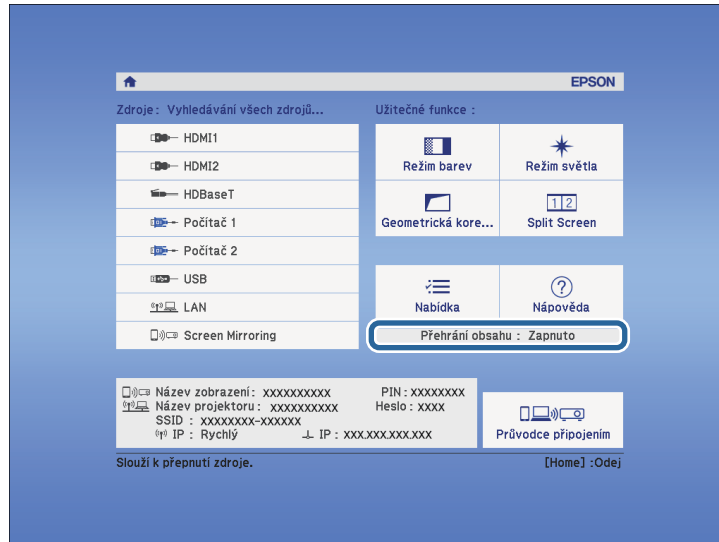 EPSON
Zdroje : Vyhledávání všech zdrojů...
HDMI1
HDMI2
HDBaseT
Počítač 1
Počítač 2
USB
LAN
Screen Mirroring
Užitečné funkce :
Režim barev
Režim světla
Geometrická kore...
1 2
Split Screen
Nabídka
? Nápověda
Přehrání obsahu : Zapnuto
Název zobrazení : xxxxxxxxxx PIN : xxxxxxxx
Název projektoru : xxxxxxxxxx Heslo : xxxx
SSID : xxxxxxxx-xxxxxx
IP : Rychlý IP : xxx.xxx.xxx.xxx
Průvodce připojením
Slouží k přepnutí zdroje. [Home] :Odej